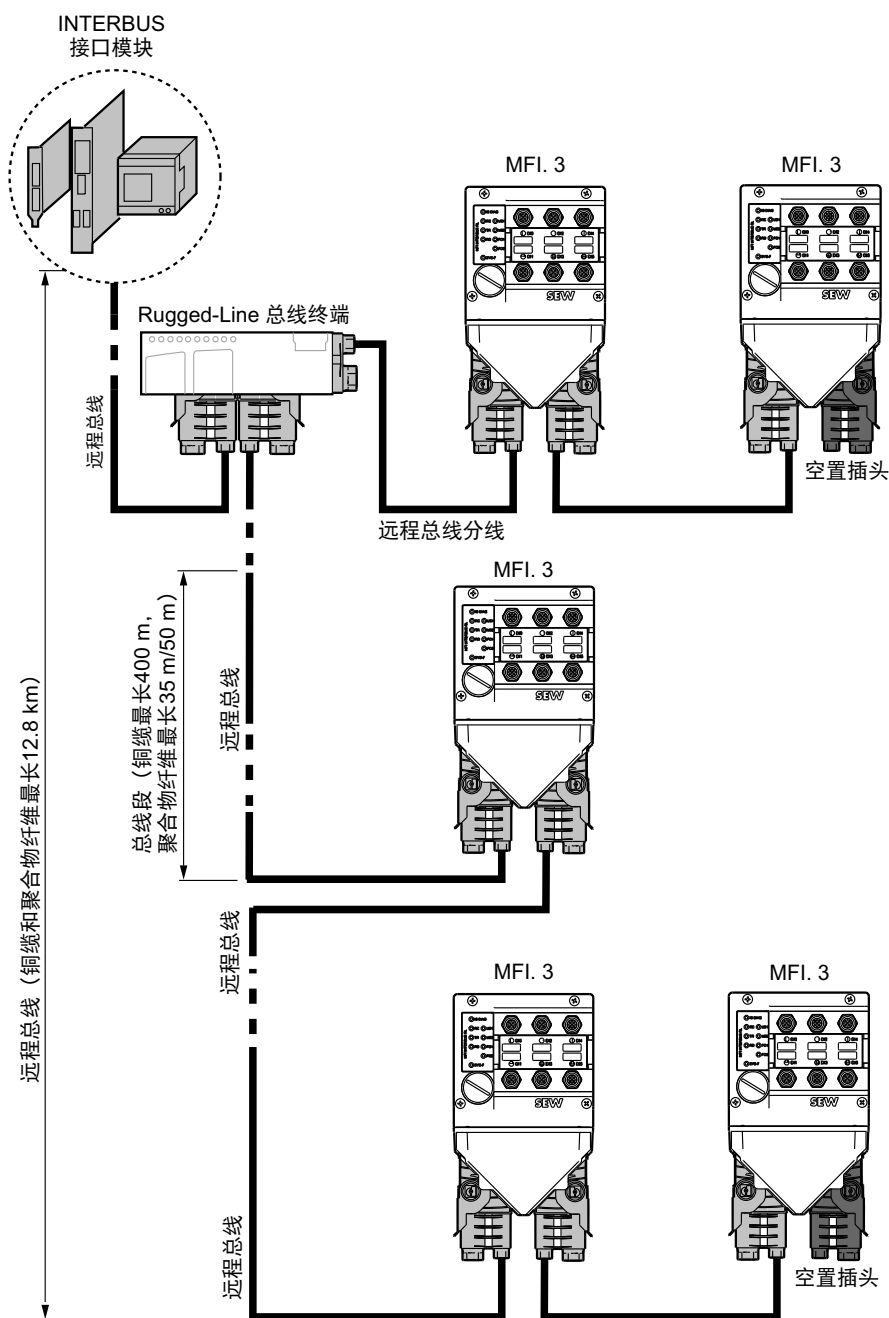 INTERBUS
接口模块
MFI. 3
MFI. 3
SEW
SEW
Rugged-Line 总线终端
远程总线
空置插头
远程总线分线
MFI. 3
SEW
总线段（铜缆最长400 m，
聚合物纤维最长35 m/50 m）
远程总线
远程总线（铜缆和聚合物纤维最长12.8 km）
远程总线
MFI. 3
MFI. 3
SEW
SEW
远程总线
空置插头